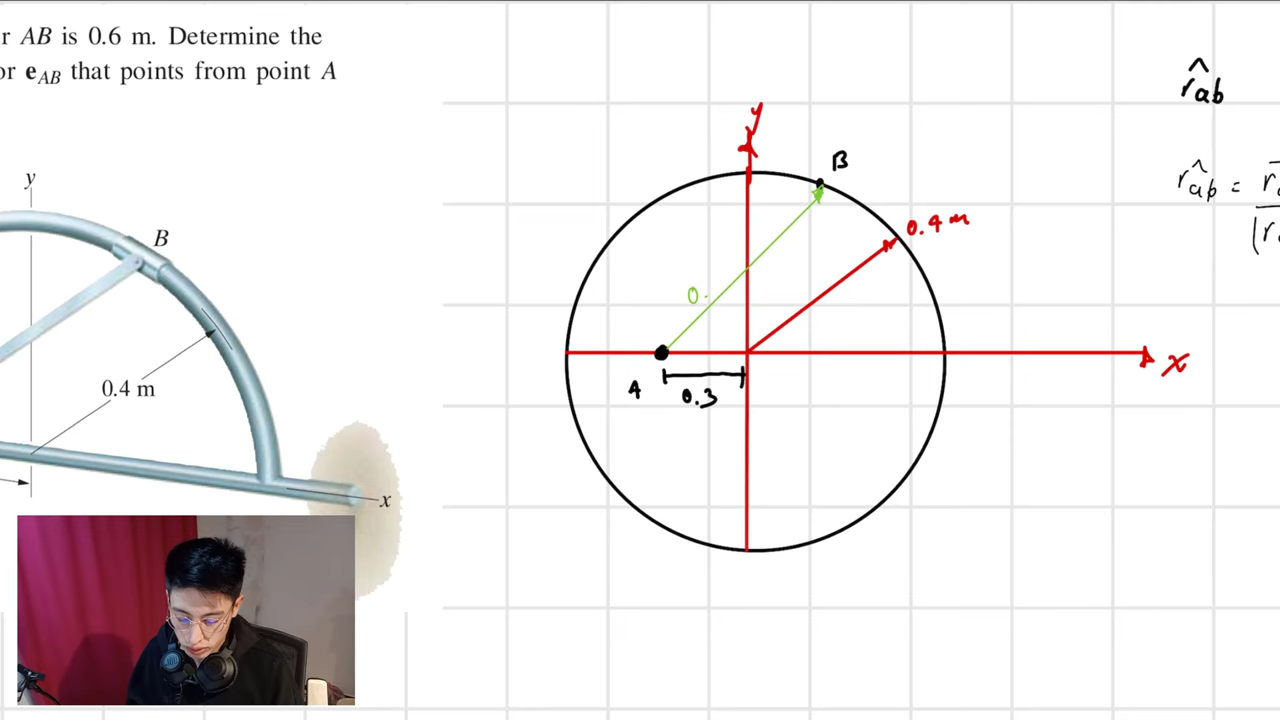 r AB is 0.6 m. Determine the
or e_AB that points from point A
y
B
0.4 m
x
y
B
0.4 m
0.
A
0.3
x
r̂ab
r̂ab =